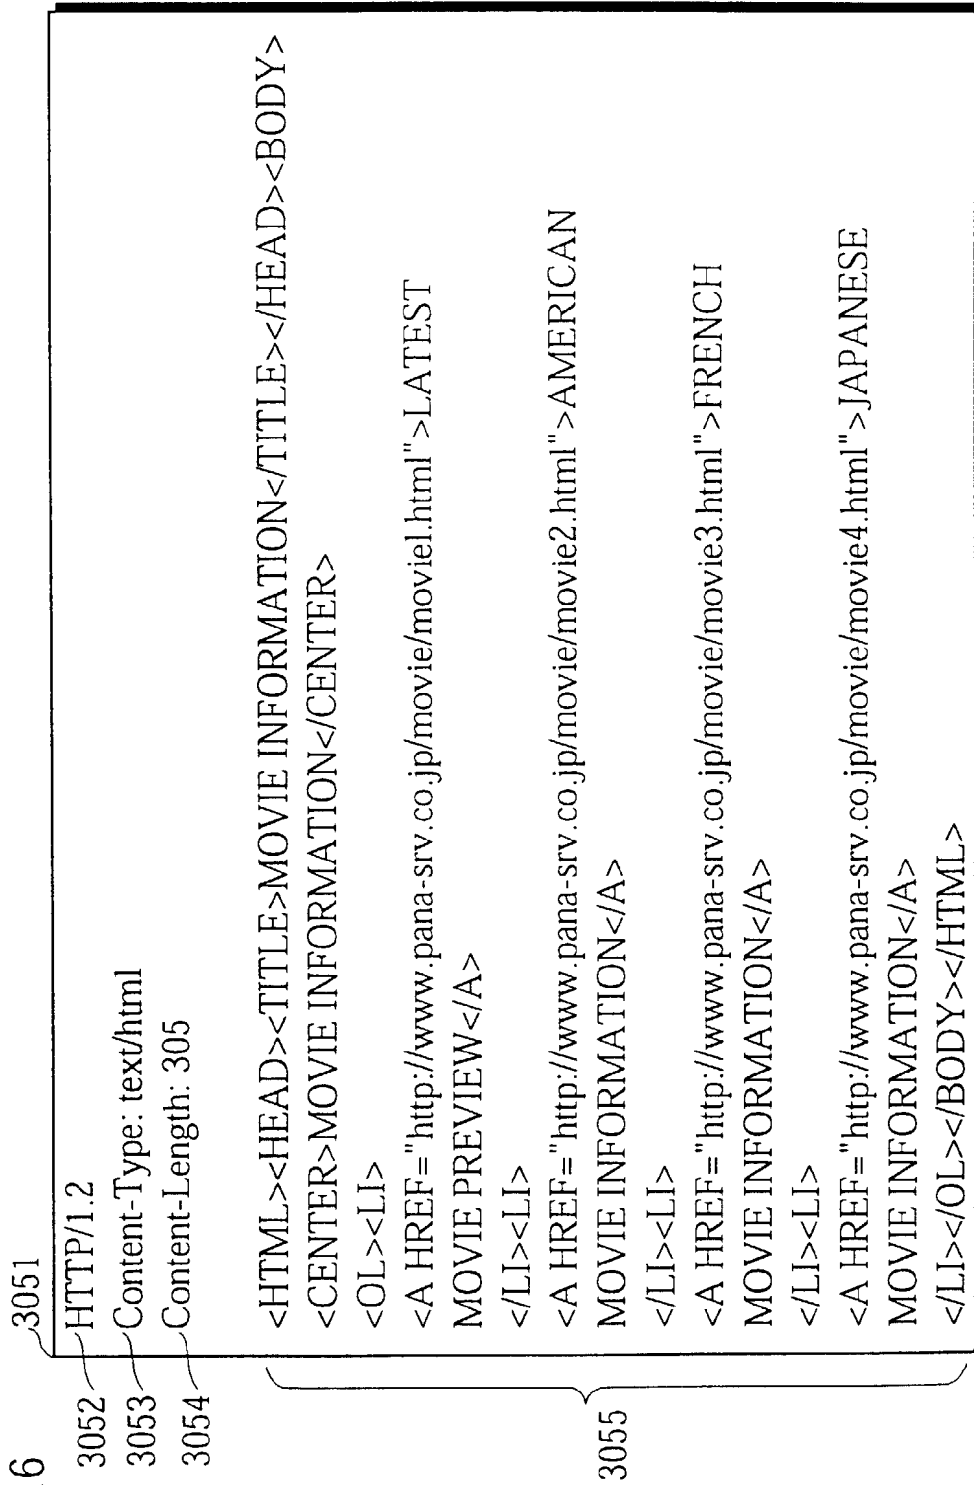 6
3051
3052 HTTP/1.2
3053 Content-Type: text/html
3054 Content-Length: 305
3055
<HTML><HEAD><TITLE>MOVIE INFORMATION</TITLE></HEAD><BODY>
<CENTER>MOVIE INFORMATION</CENTER>
<OL><LI>
<A HREF="http://www.pana-srv.co.jp/movie/movie1.html">LATEST
MOVIE PREVIEW</A>
</LI><LI>
<A HREF="http://www.pana-srv.co.jp/movie/movie2.html">AMERICAN
MOVIE INFORMATION</A>
</LI><LI>
<A HREF="http://www.pana-srv.co.jp/movie/movie3.html">FRENCH
MOVIE INFORMATION</A>
</LI><LI>
<A HREF="http://www.pana-srv.co.jp/movie/movie4.html">JAPANESE
MOVIE INFORMATION</A>
</LI></OL></BODY></HTML>